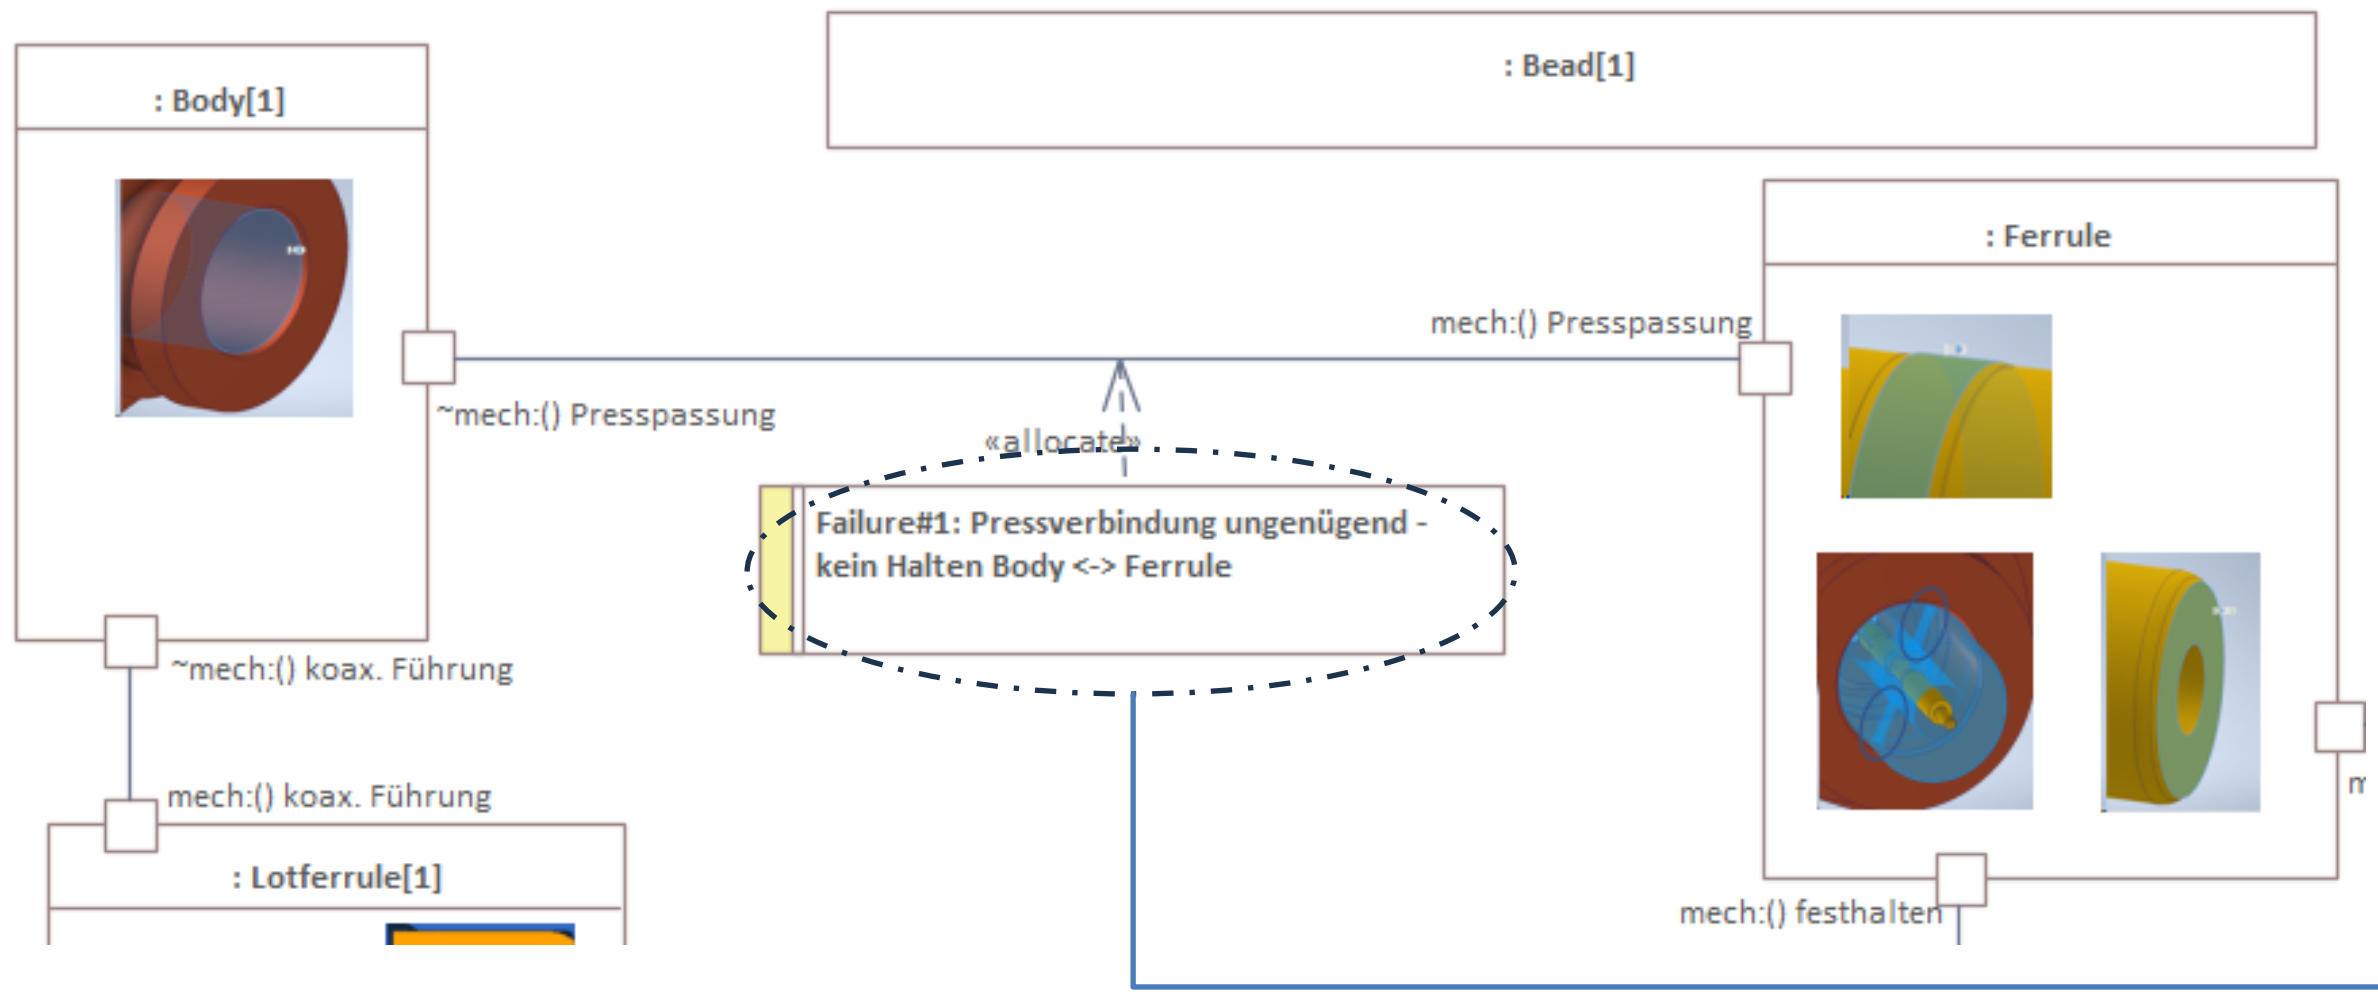 : Body[1]
: Bead[1]
: Ferrule
mech:() Presspassung
~mech:() Presspassung
«allocate»
Failure#1: Pressverbindung ungenügend -
kein Halten Body <-> Ferrule
~mech:() koax. Führung
mech:() koax. Führung
: Lotferrule[1]
mech:() festhalten